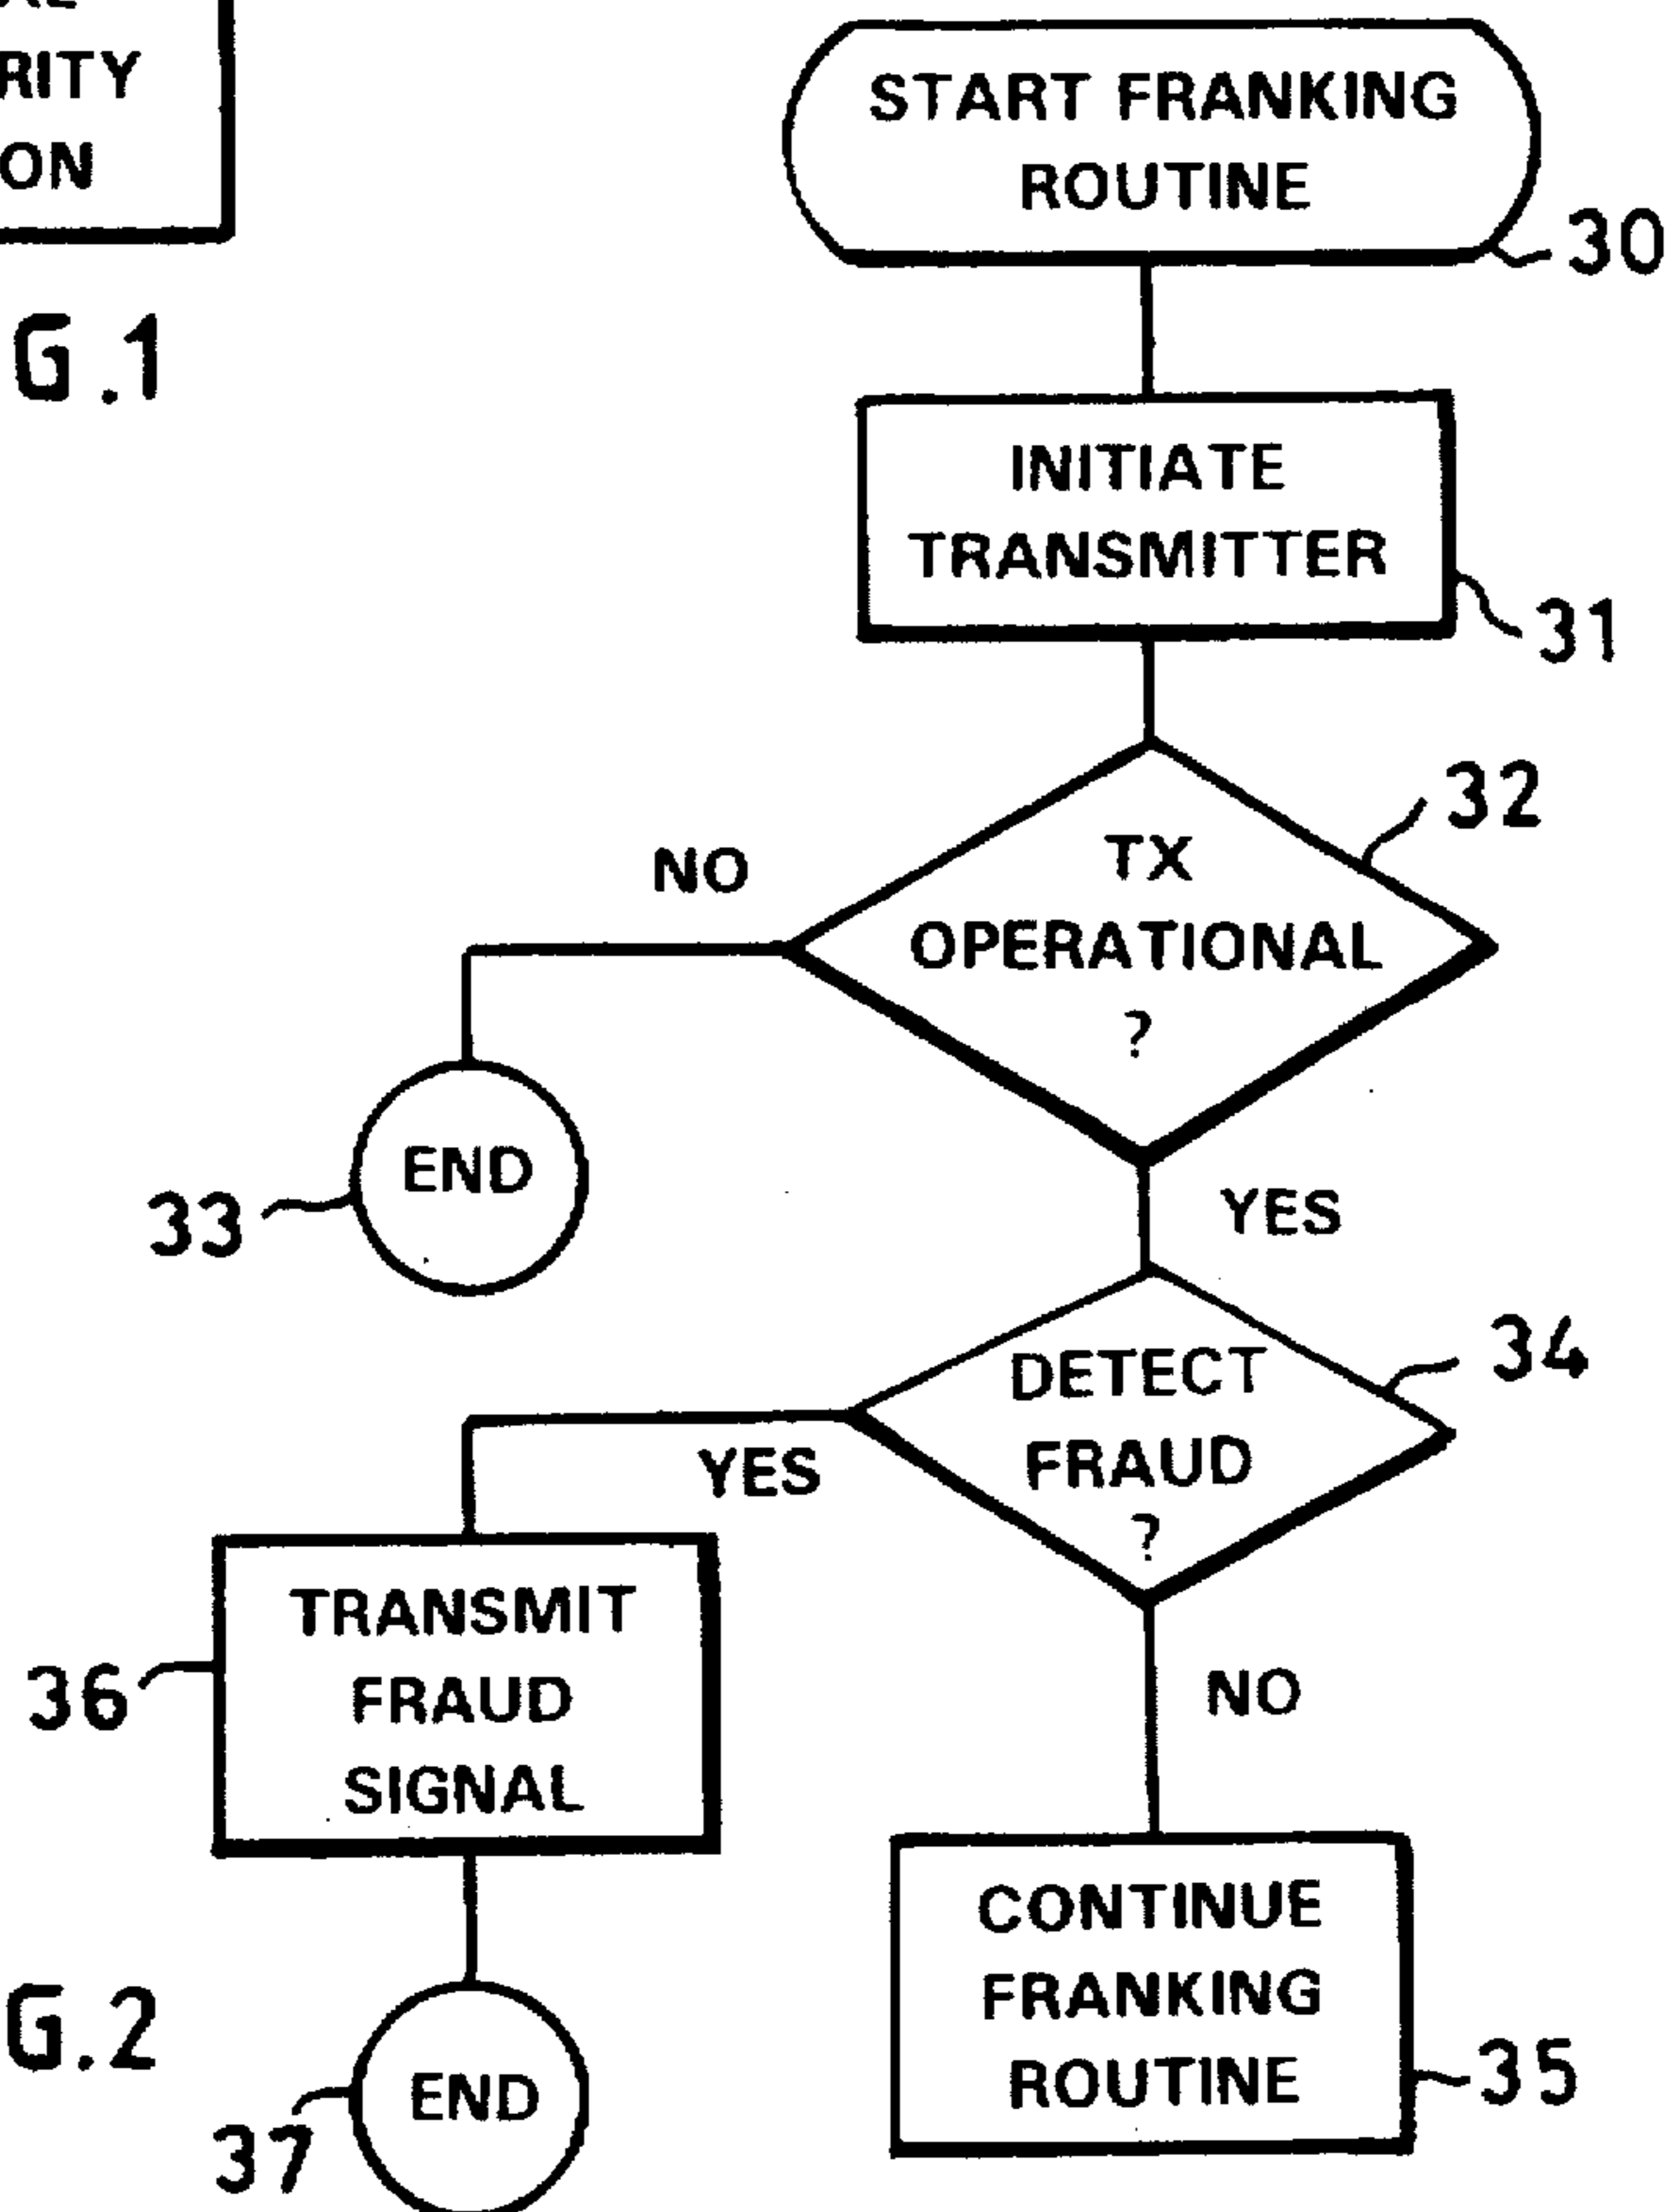 RITY
ON
G.1
START FRANKING
ROUTINE
30
INITIATE
TRANSMITTER
31
32
TX
OPERATIONAL
?
NO
END
33
YES
34
DETECT
FRAUD
?
YES
TRANSMIT
FRAUD
SIGNAL
36
NO
CONTINUE
FRANKING
ROUTINE
35
G.2
END
37